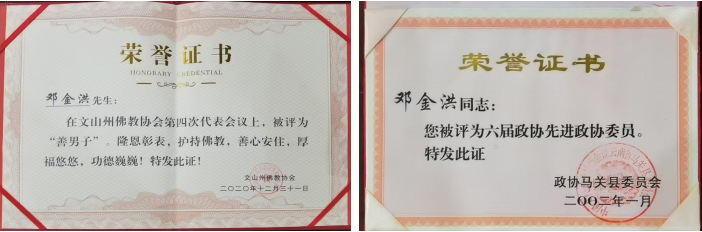 荣誉证书
HONORARY CREDENTIAL
邓金洪先生:
在文山州佛教协会第四次代表会议上，被评为
“善男子”。隆恩彰表，护持佛教，善心安住，厚
福悠悠，功德巍巍！特发此证！
文山州佛教协会
二〇二〇年十二月三十一日
荣誉证书
邓金洪同志：
您被评为六届政协先进政协委员。
特发此证
政协马关县委员会
二〇〇三年一月